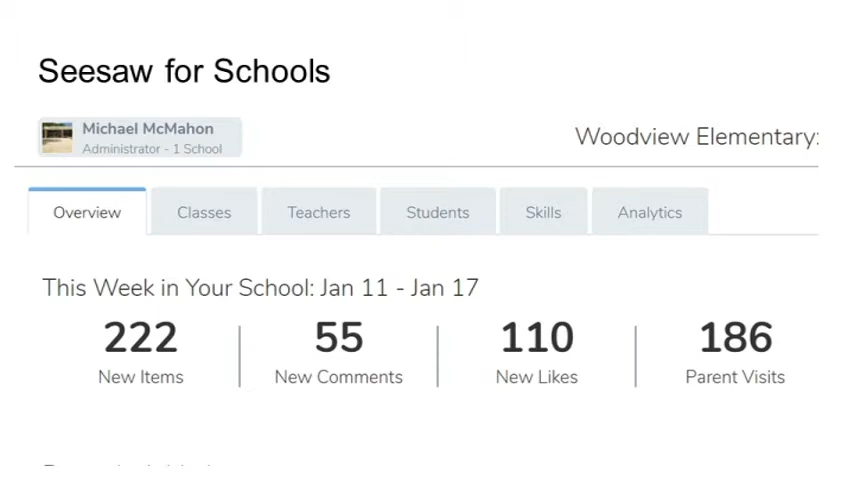 Seesaw for Schools
Michael McMahon
Administrator - 1 School
Woodview Elementary:
Overview
Classes
Teachers
Students
Skills
Analytics
This Week in Your School: Jan 11 - Jan 17
222
55
110
186
New Items
New Comments
New Likes
Parent Visits